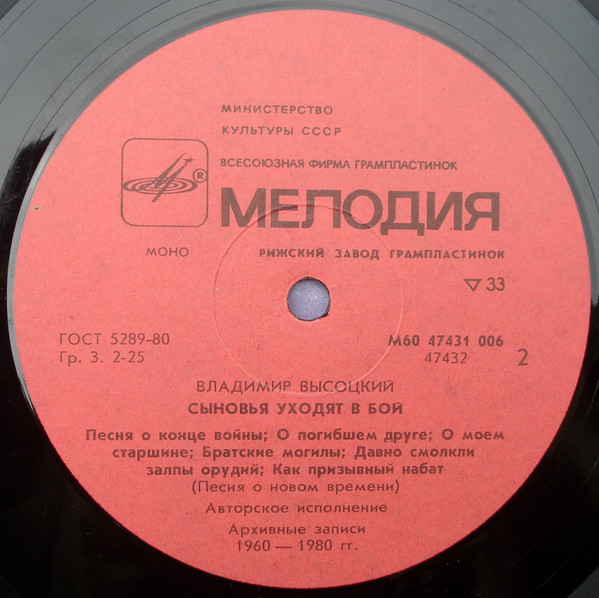 МИНИСТЕРСТВО
КУЛЬТУРЫ СССР
ВСЕСОЮЗНАЯ ФИРМА ГРАМПЛАСТИНОК
®
МЕЛОДИЯ
МОНО
РИЖСКИЙ ЗАВОД ГРАМПЛАСТИНОК
▽ 33
ГОСТ 5289-80
Гр. 3. 2-25
М60 47431 006
47432
2
ВЛАДИМИР ВЫСОЦКИЙ
СЫНОВЬЯ УХОДЯТ В БОЙ
Песня о конце войны; О погибшем друге; О моем
старшине; Братские могилы; Давно смолкли
залпы орудий; Как призывный набат
(Песня о новом времени)
Авторское исполнение
Архивные записи
1960 — 1980 гг.